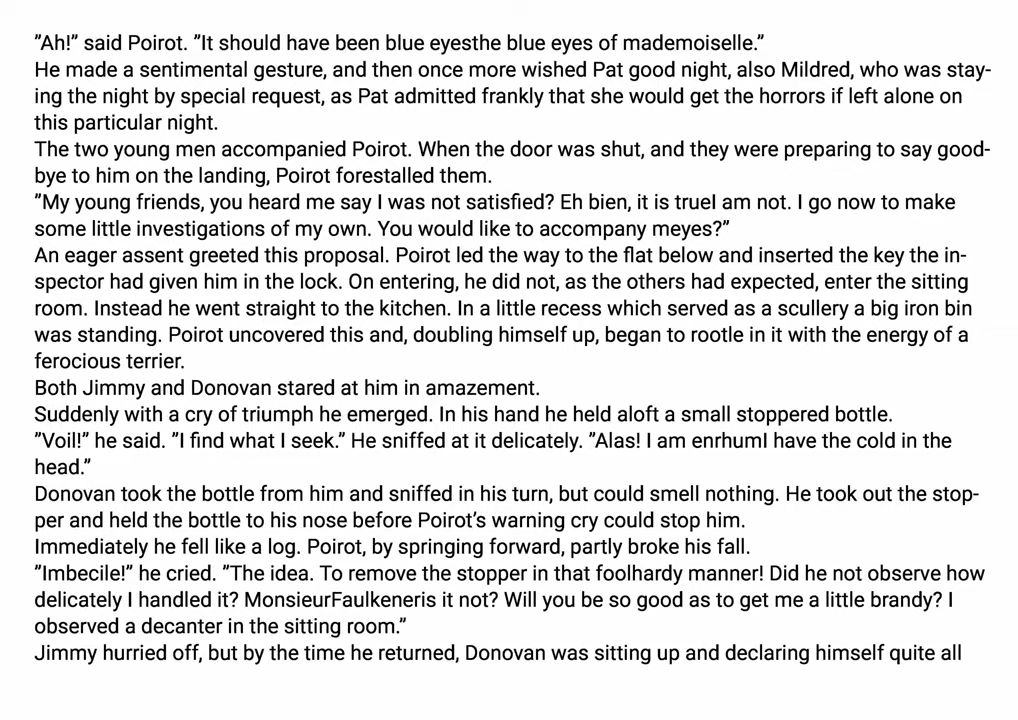 ”Ah!” said Poirot. ”It should have been blue eyesthe blue eyes of mademoiselle.”
He made a sentimental gesture, and then once more wished Pat good night, also Mildred, who was stay-
ing the night by special request, as Pat admitted frankly that she would get the horrors if left alone on
this particular night.
The two young men accompanied Poirot. When the door was shut, and they were preparing to say good-
bye to him on the landing, Poirot forestalled them.
”My young friends, you heard me say I was not satisfied? Eh bien, it is trueI am not. I go now to make
some little investigations of my own. You would like to accompany meyes?”
An eager assent greeted this proposal. Poirot led the way to the flat below and inserted the key the in-
spector had given him in the lock. On entering, he did not, as the others had expected, enter the sitting
room. Instead he went straight to the kitchen. In a little recess which served as a scullery a big iron bin
was standing. Poirot uncovered this and, doubling himself up, began to rootle in it with the energy of a
ferocious terrier.
Both Jimmy and Donovan stared at him in amazement.
Suddenly with a cry of triumph he emerged. In his hand he held aloft a small stoppered bottle.
”Voil!” he said. ”I find what I seek.” He sniffed at it delicately. ”Alas! I am enrhumI have the cold in the
head.”
Donovan took the bottle from him and sniffed in his turn, but could smell nothing. He took out the stop-
per and held the bottle to his nose before Poirot’s warning cry could stop him.
Immediately he fell like a log. Poirot, by springing forward, partly broke his fall.
”Imbecile!” he cried. ”The idea. To remove the stopper in that foolhardy manner! Did he not observe how
delicately I handled it? MonsieurFaulkeneris it not? Will you be so good as to get me a little brandy? I
observed a decanter in the sitting room.”
Jimmy hurried off, but by the time he returned, Donovan was sitting up and declaring himself quite all